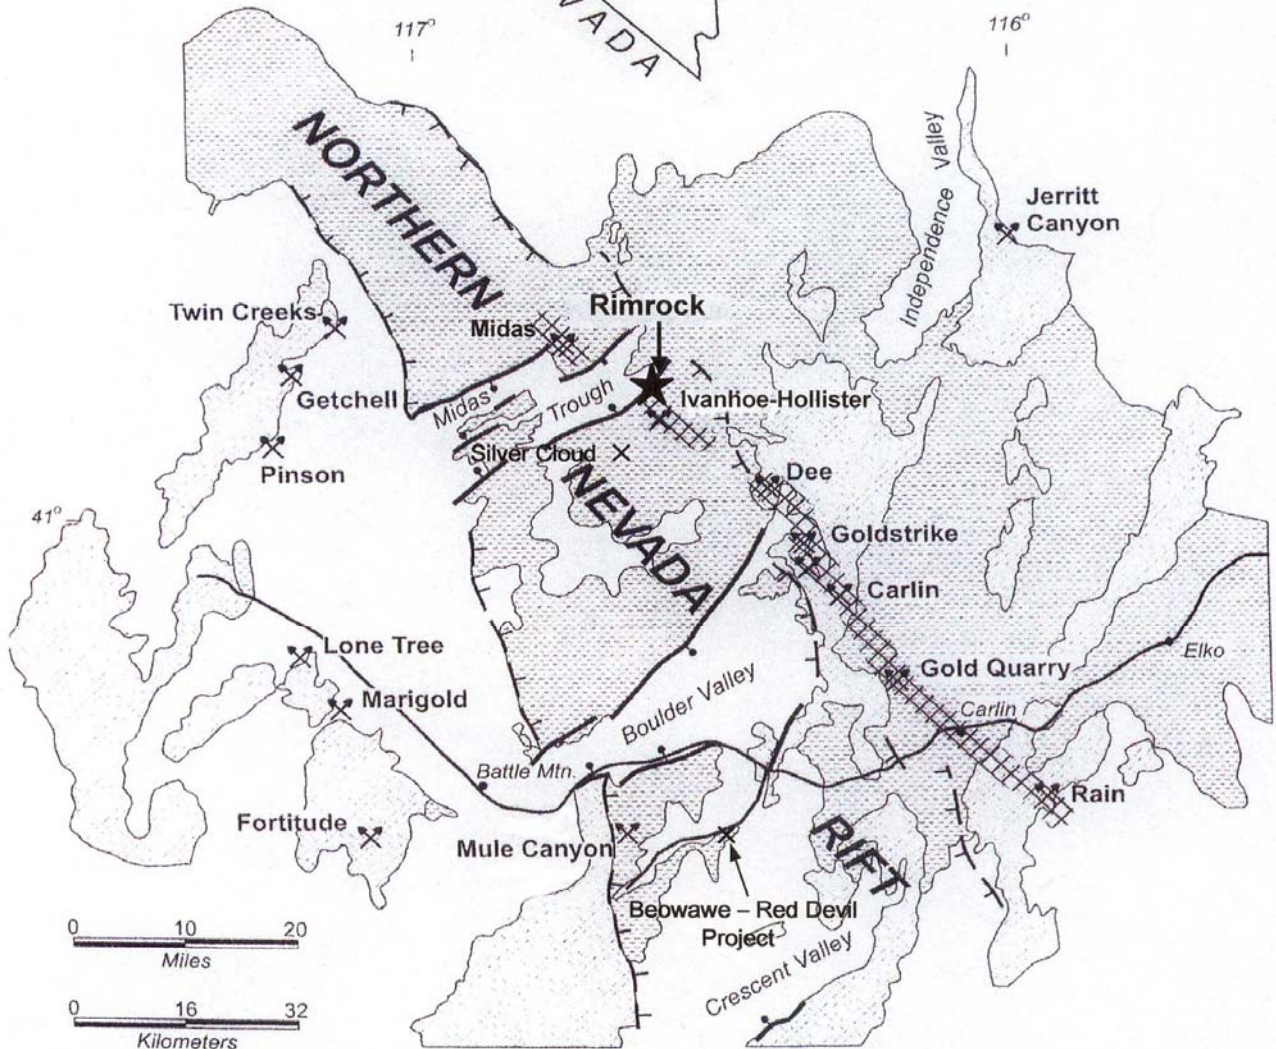 VADA
117°
116°
NORTHERN
Independence Valley
Jerritt
Canyon
Twin Creeks
Midas
Rimrock
Getchell
Midas
Trough
Ivanhoe-Hollister
Pinson
Silver Cloud
Dee
NEVADA
41°
Goldstrike
Carlin
Lone Tree
Elko
Gold Quarry
Marigold
Boulder Valley
Carlin
Battle Mtn.
Rain
Fortitude
Mule Canyon
RIFT
Beowawe – Red Devil
Project
Crescent Valley
0 10 20
Miles
0 16 32
Kilometers